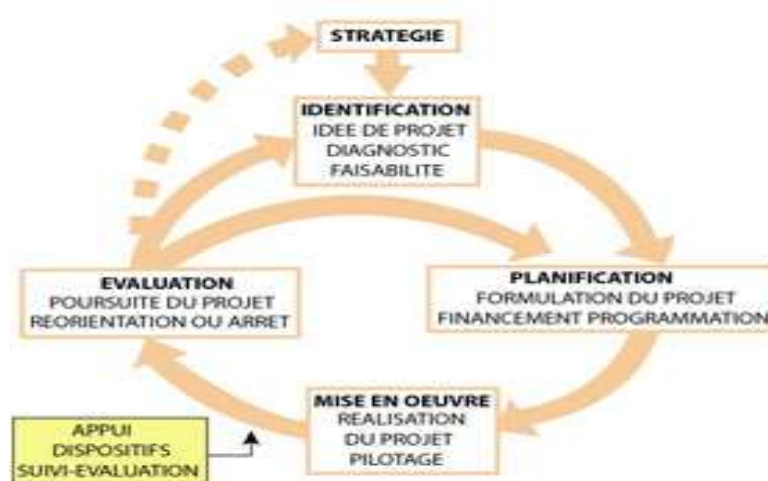 STRATEGIE
IDENTIFICATION
IDEE DE PROJET
DIAGNOSTIC
FAISABILITE
EVALUATION
POURSUITE DU PROJET
REORIENTATION OU ARRET
PLANIFICATION
FORMULATION DU PROJET
FINANCEMENT PROGRAMMATION
MISE EN OEUVRE
REALISATION
DU PROJET
PILOTAGE
APPUI
DISPOSITIFS
SUIVI-EVALUATION